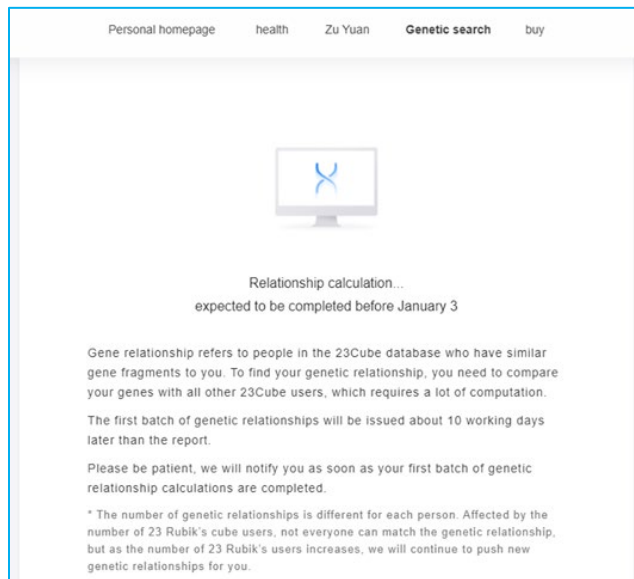 Personal homepage health Zu Yuan Genetic search buy
Relationship calculation...
expected to be completed before January 3
Gene relationship refers to people in the 23Cube database who have similar
gene fragments to you. To find your genetic relationship, you need to compare
your genes with all other 23Cube users, which requires a lot of computation.
The first batch of genetic relationships will be issued about 10 working days
later than the report.
Please be patient, we will notify you as soon as your first batch of genetic
relationship calculations are completed.
* The number of genetic relationships is different for each person. Affected by the
number of 23 Rubik's cube users, not everyone can match the genetic relationship,
but as the number of 23 Rubik's users increases, we will continue to push new
genetic relationships for you.